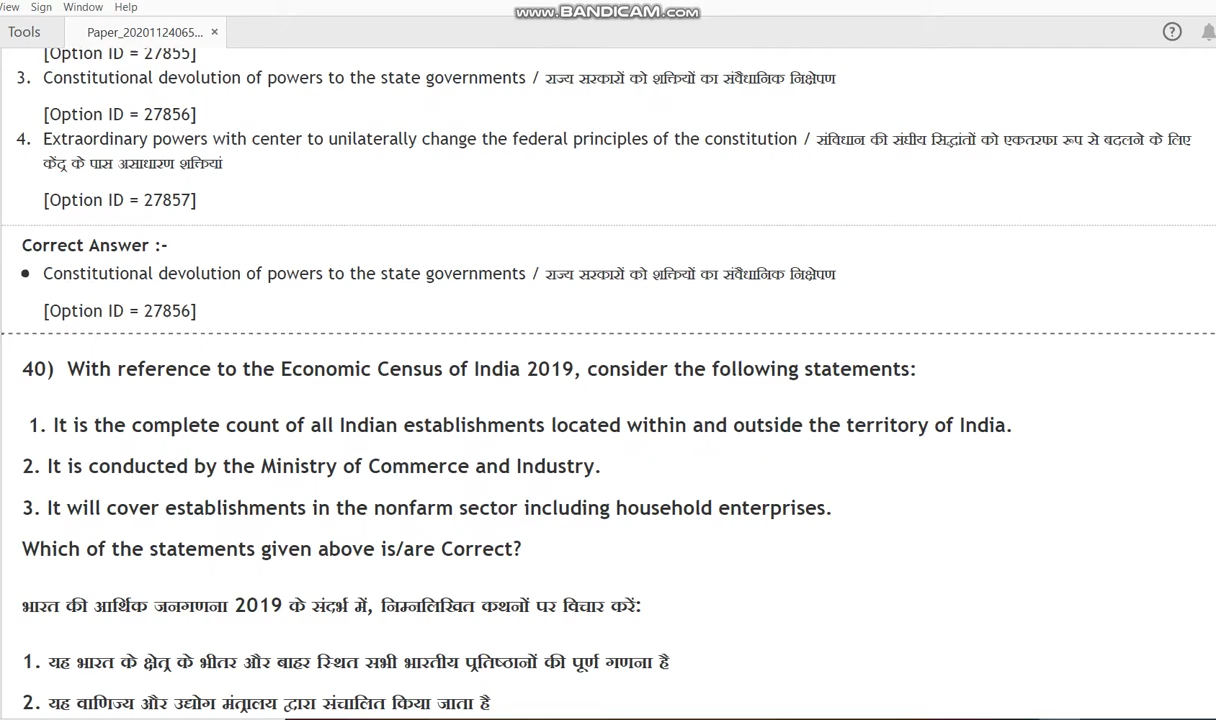 View Sign Window Help
www.BANDICAM.com
Tools Paper_20201124065... ×
[Option ID = 27855]
3. Constitutional devolution of powers to the state governments / राज्य सरकारों को शक्तियों का संवैधानिक निक्षेपण
[Option ID = 27856]
4. Extraordinary powers with center to unilaterally change the federal principles of the constitution / संविधान की संघीय सिद्धांतों को एकतरफा रूप से बदलने के लिए
केंद्र के पास असाधारण शक्तियां
[Option ID = 27857]
Correct Answer :-
• Constitutional devolution of powers to the state governments / राज्य सरकारों को शक्तियों का संवैधानिक निक्षेपण
[Option ID = 27856]
40) With reference to the Economic Census of India 2019, consider the following statements:
1. It is the complete count of all Indian establishments located within and outside the territory of India.
2. It is conducted by the Ministry of Commerce and Industry.
3. It will cover establishments in the nonfarm sector including household enterprises.
Which of the statements given above is/are Correct?
भारत की आर्थिक जनगणना 2019 के संदर्भ में, निम्नलिखित कथनों पर विचार करें:
1. यह भारत के क्षेत्र के भीतर और बाहर स्थित सभी भारतीय प्रतिष्ठानों की पूर्ण गणना है
2. यह वाणिज्य और उद्योग मंत्रालय द्वारा संचालित किया जाता है